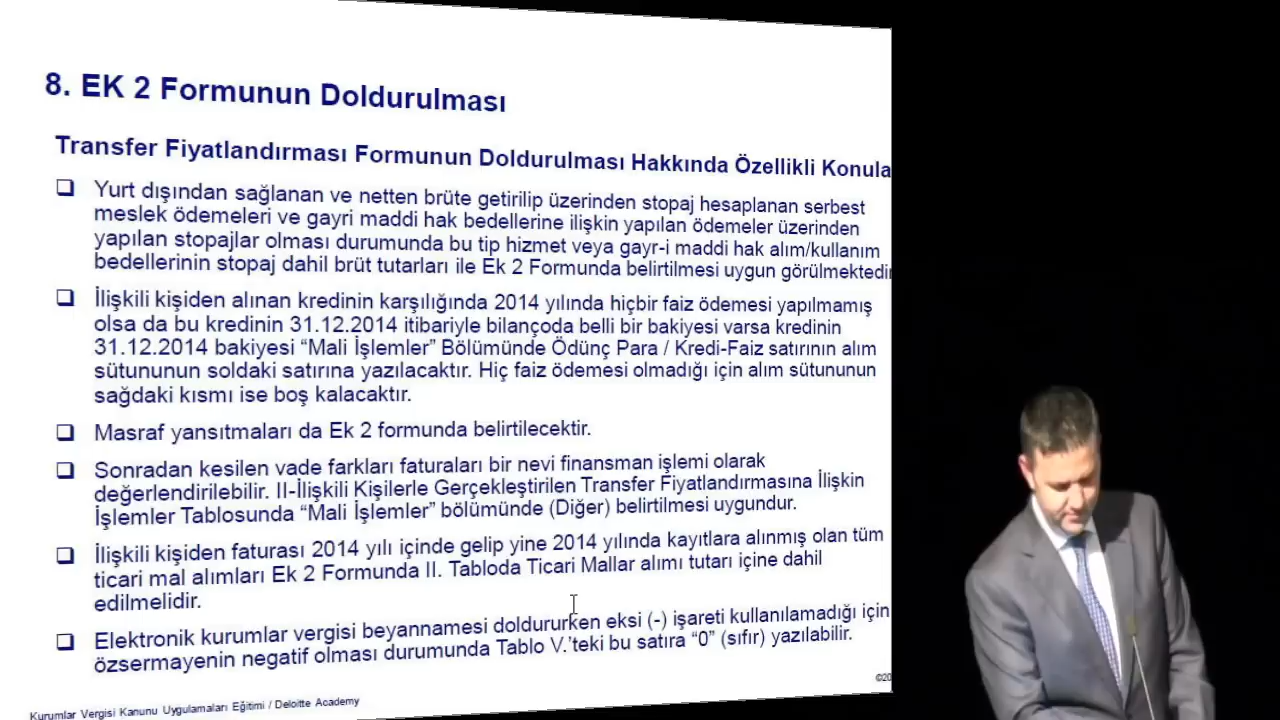 8. EK 2 Formunun Doldurulması
Transfer Fiyatlandırması Formunun Doldurulması Hakkında Özellikli Konula
❑ Yurt dışından sağlanan ve netten brüte getirilip üzerinden stopaj hesaplanan serbest
meslek ödemeleri ve gayri maddi hak bedellerine ilişkin yapılan ödemeler üzerinden
yapılan stopajlar olması durumunda bu tip hizmet veya gayr-i maddi hak alım/kullanım
bedellerinin stopaj dahil brüt tutarları ile Ek 2 Formunda belirtilmesi uygun görülmektedir
❑ İlişkili kişiden alınan kredinin karşılığında 2014 yılında hiçbir faiz ödemesi yapılmamış
olsa da bu kredinin 31.12.2014 itibariyle bilançoda belli bir bakiyesi varsa kredinin
31.12.2014 bakiyesi “Mali İşlemler” Bölümünde Ödünç Para / Kredi-Faiz satırının alım
sütununun soldaki satırına yazılacaktır. Hiç faiz ödemesi olmadığı için alım sütununun
sağdaki kısmı ise boş kalacaktır.
❑ Masraf yansıtmaları da Ek 2 formunda belirtilecektir.
❑ Sonradan kesilen vade farkları faturaları bir nevi finansman işlemi olarak
değerlendirilebilir. II-İlişkili Kişilerle Gerçekleştirilen Transfer Fiyatlandırmasına İlişkin
İşlemler Tablosunda “Mali İşlemler” bölümünde (Diğer) belirtilmesi uygundur.
❑ İlişkili kişiden faturası 2014 yılı içinde gelip yine 2014 yılında kayıtlara alınmış olan tüm
ticari mal alımları Ek 2 Formunda II. Tabloda Ticari Mallar alımı tutarı içine dahil
edilmelidir.
❑ Elektronik kurumlar vergisi beyannamesi doldururken eksi (-) işareti kullanılamadığı için
özsermayenin negatif olması durumunda Tablo V.’teki bu satıra “0” (sıfır) yazılabilir.
©20
Kurumlar Vergisi Kanunu Uygulamaları Eğitimi / Deloitte Academy